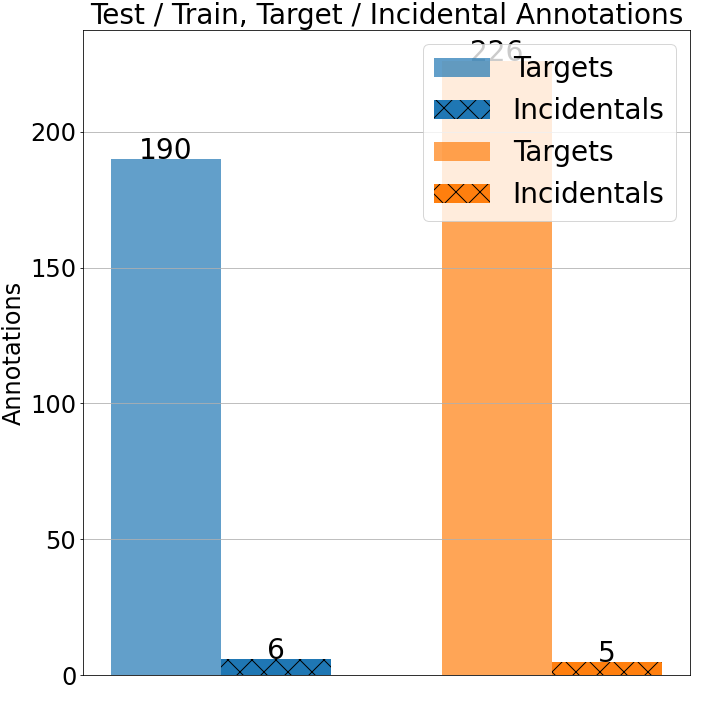 Test / Train, Target / Incidental Annotations
226
Targets
Incidentals
Targets
Incidentals
190
6
5
200
150
100
50
0
Annotations